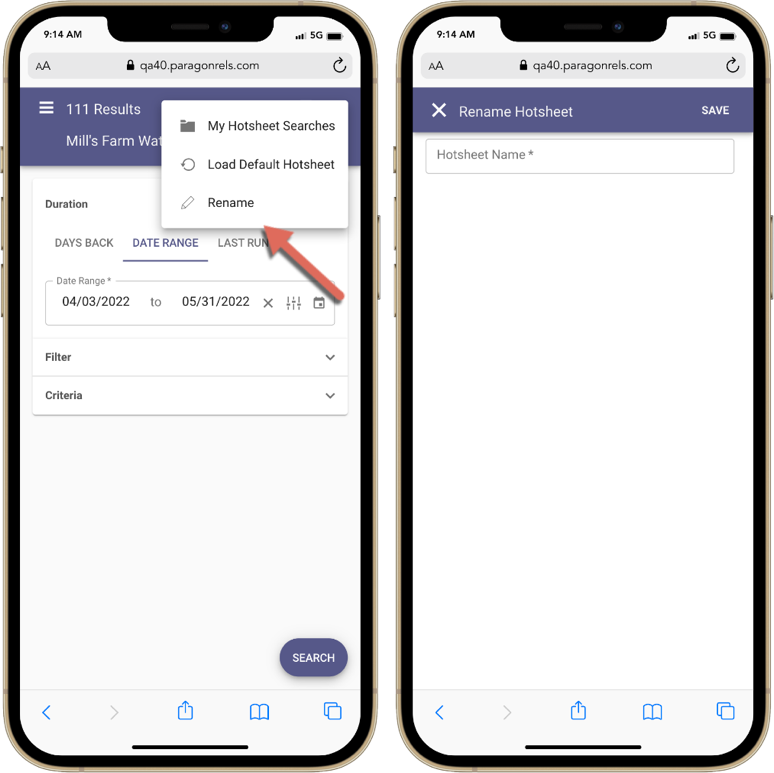 9:14 AM
5G
AA
qa40.paragonrels.com
111 Results
Mill's Farm Wat
My Hotsheet Searches
Load Default Hotsheet
Rename
Duration
DAYS BACK
DATE RANGE
LAST RUN
Date Range *
04/03/2022 to 05/31/2022
Filter
Criteria
SEARCH
9:14 AM
5G
AA
qa40.paragonrels.com
Rename Hotsheet
SAVE
Hotsheet Name *